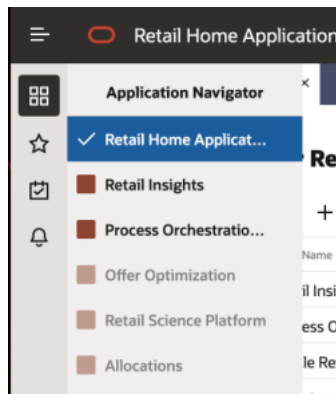 Retail Home Application
Application Navigator
Retail Home Applicat...
Re
Retail Insights
Process Orchestratio...
Name
Offer Optimization
il Insi
Retail Science Platform
ess O
Allocations
le Re